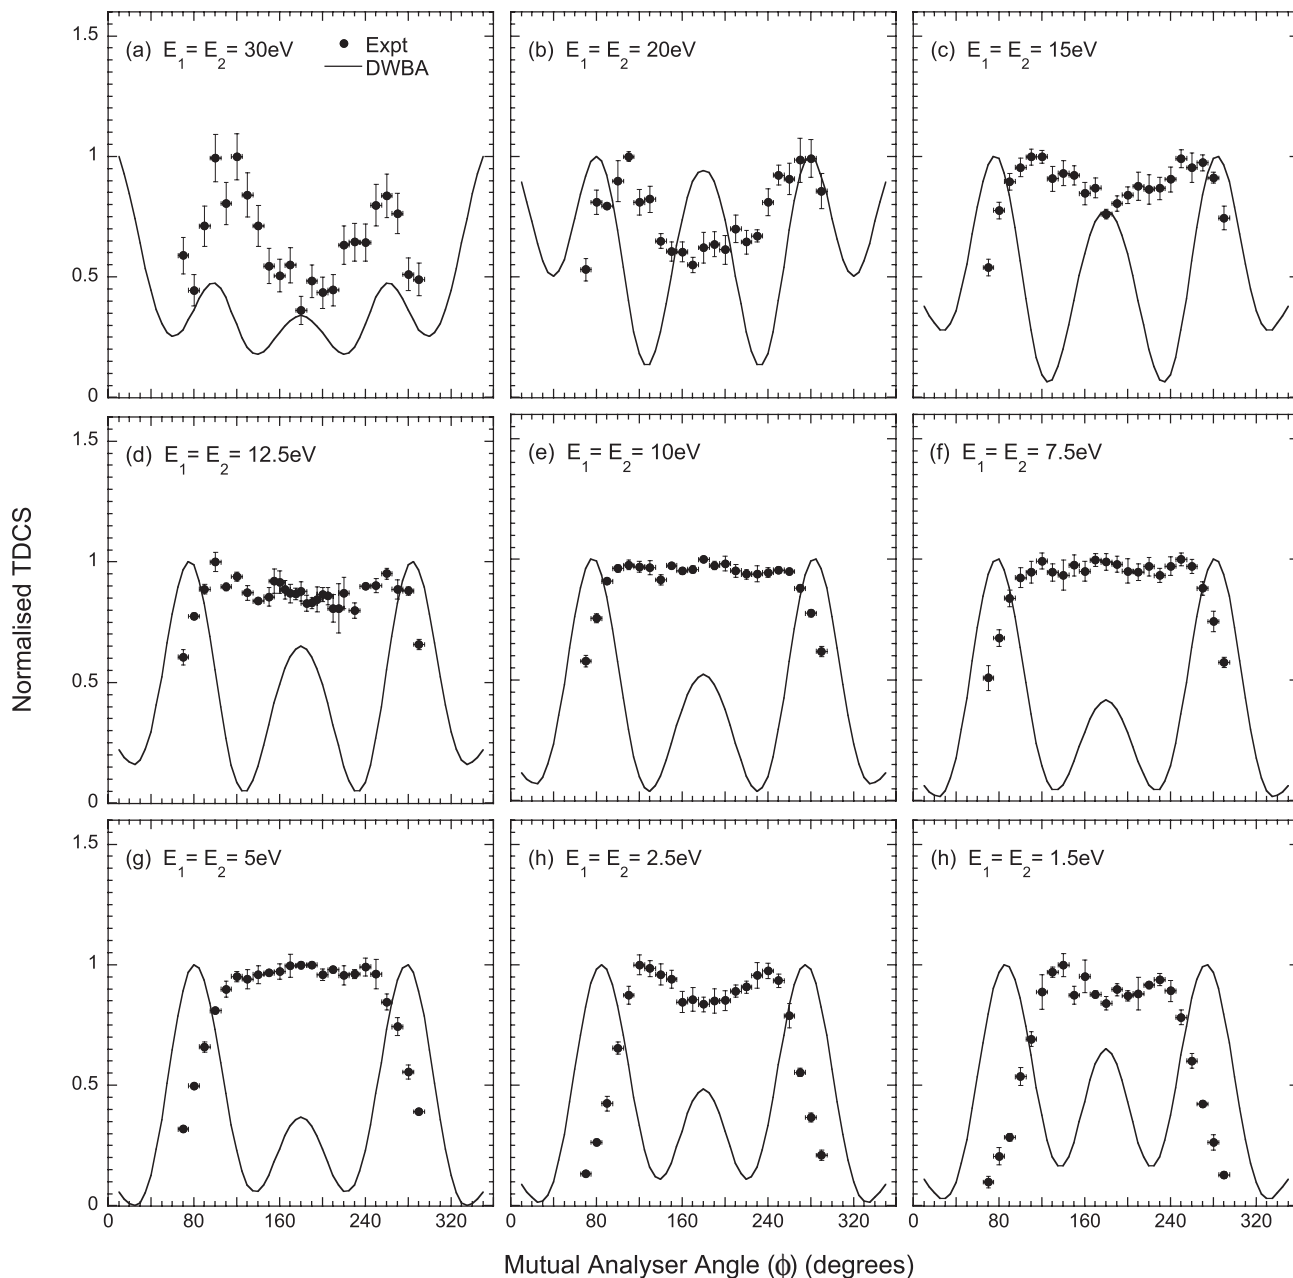 (a) E₁ = E₂ = 30eV
Expt
DWBA
(b) E₁ = E₂ = 20eV
(c) E₁ = E₂ = 15eV
1.5
1
0.5
0
(d) E₁ = E₂ = 12.5eV
(e) E₁ = E₂ = 10eV
(f) E₁ = E₂ = 7.5eV
1.5
1
0.5
0
Normalised TDCS
(g) E₁ = E₂ = 5eV
(h) E₁ = E₂ = 2.5eV
(h) E₁ = E₂ = 1.5eV
1.5
1
0.5
0
0 80 160 240 320
0 80 160 240 320
0 80 160 240 320
Mutual Analyser Angle (ϕ) (degrees)